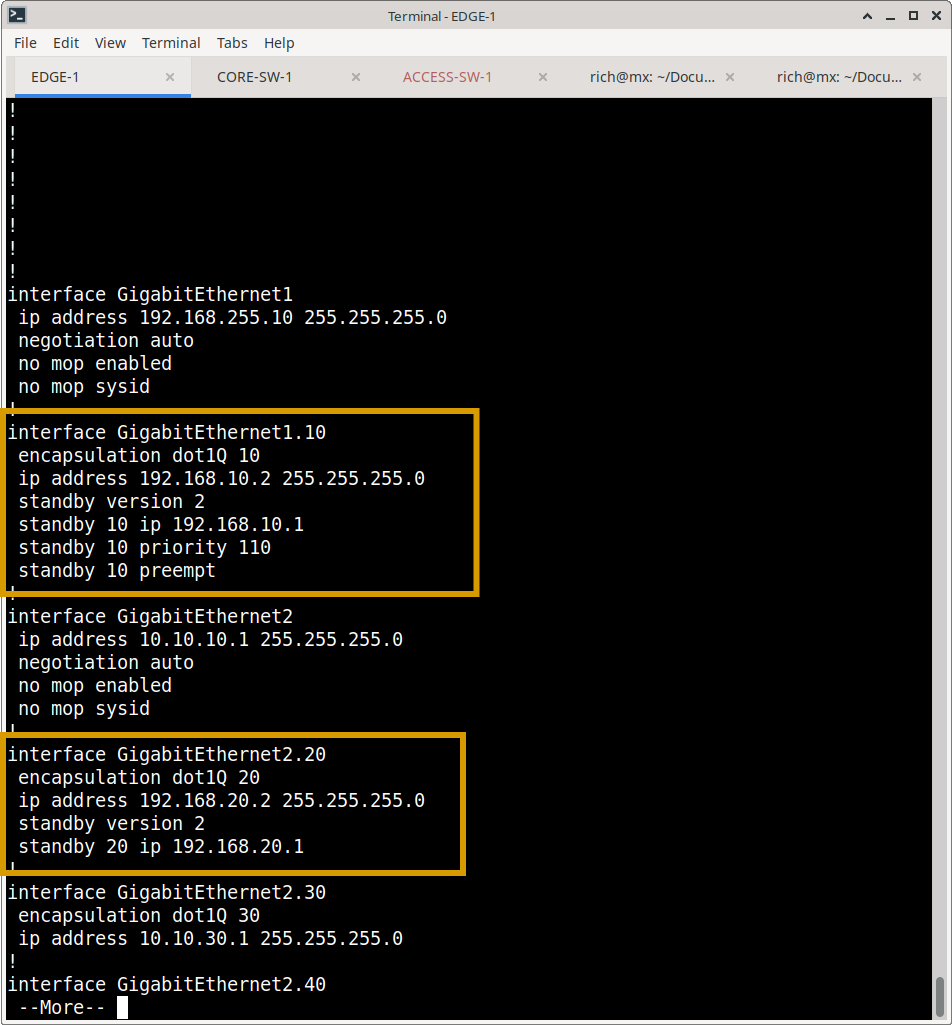 Terminal - EDGE-1
File Edit View Terminal Tabs Help
EDGE-1 CORE-SW-1 ACCESS-SW-1 rich@mx: ~/Docu... rich@mx: ~/Docu...
!
!
!
!
!
!
!
!
interface GigabitEthernet1
 ip address 192.168.255.10 255.255.255.0
 negotiation auto
 no mop enabled
 no mop sysid
!
interface GigabitEthernet1.10
 encapsulation dot1Q 10
 ip address 192.168.10.2 255.255.255.0
 standby version 2
 standby 10 ip 192.168.10.1
 standby 10 priority 110
 standby 10 preempt
!
interface GigabitEthernet2
 ip address 10.10.10.1 255.255.255.0
 negotiation auto
 no mop enabled
 no mop sysid
!
interface GigabitEthernet2.20
 encapsulation dot1Q 20
 ip address 192.168.20.2 255.255.255.0
 standby version 2
 standby 20 ip 192.168.20.1
!
interface GigabitEthernet2.30
 encapsulation dot1Q 30
 ip address 10.10.30.1 255.255.255.0
!
interface GigabitEthernet2.40
 --More--